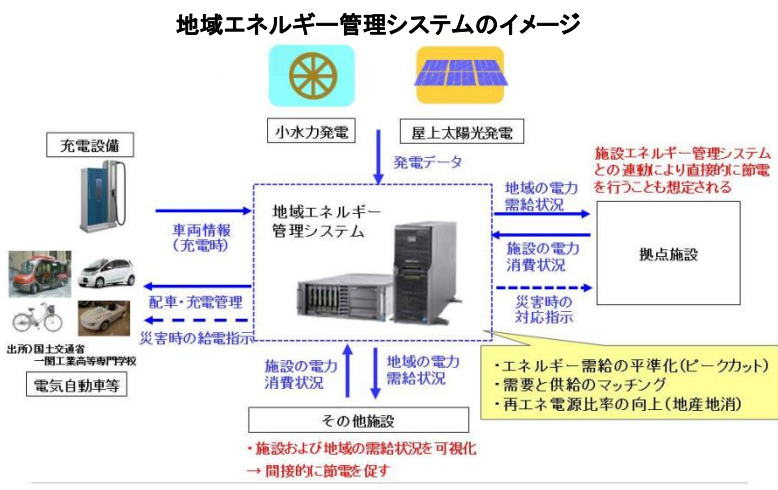 地域エネルギー管理システムのイメージ
小水力発電
屋上太陽光発電
充電設備
発電データ
施設エネルギー管理システム
との連動により直接的に節電
を行うことも想定される
地域の電力
需給状況
地域エネルギー
管理システム
車両情報
(充電時)
施設の電力
消費状況
拠点施設
配車・充電管理
災害時の
対応指示
災害時の給電指示
出所)国土交通省
一関工業高等専門学校
電気自動車等
施設の電力
消費状況
地域の電力
需給状況
・エネルギー需給の平準化(ピークカット)
・需要と供給のマッチング
・再エネ電源比率の向上(地産地消)
その他施設
・施設および地域の需給状況を可視化
→ 間接的に節電を促す